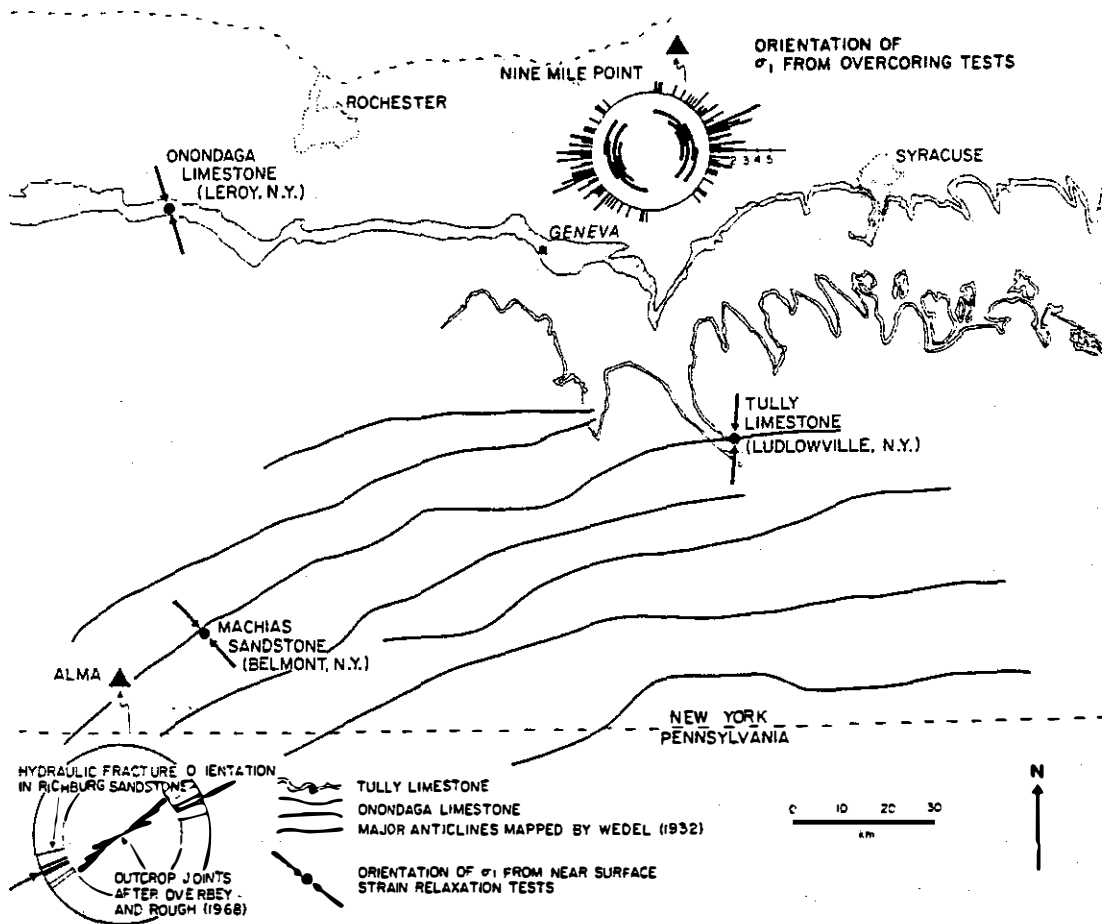 ORIENTATION OF
σ₁ FROM OVERCORING TESTS
NINE MILE POINT
ROCHESTER
ONONDAGA
LIMESTONE
(LEROY, N.Y.)
2 3 4 5
SYRACUSE
GENEVA
TULLY
LIMESTONE
(LUDLOWVILLE, N.Y.)
MACHIAS
SANDSTONE
(BELMONT, N.Y.)
ALMA
NEW YORK
PENNSYLVANIA
HYDRAULIC FRACTURE O IENTATION
IN RICHBURG SANDSTONE
TULLY LIMESTONE
ONONDAGA LIMESTONE
MAJOR ANTICLINES MAPPED BY WEDEL (1932)
0 10 20 30
km
N
OUTCROP JOINTS
AFTER OVERBEY
AND ROUGH (1968)
ORIENTATION OF σ₁ FROM NEAR SURFACE
STRAIN RELAXATION TESTS